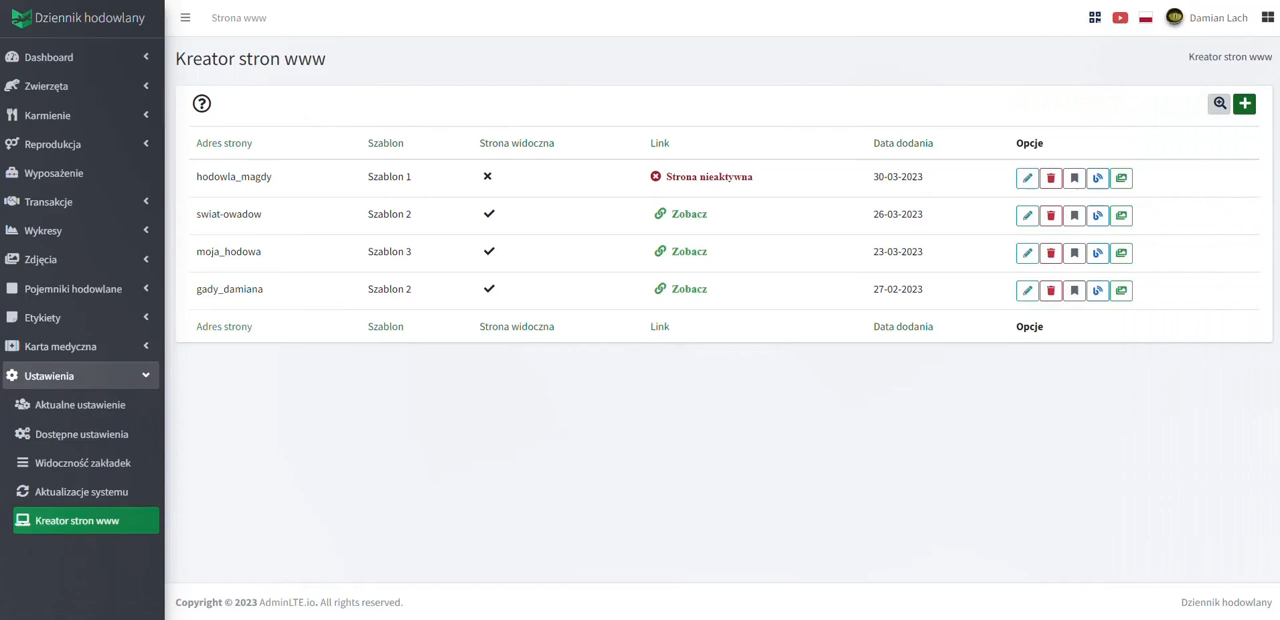 Dziennik hodowlany
Strona www
Damian Lach
Dashboard
Zwierzęta
Karmienie
Reprodukcja
Wyposażenie
Transakcje
Wykresy
Zdjęcia
Pojemniki hodowlane
Etykiety
Karta medyczna
Ustawienia
Aktualne ustawienie
Dostępne ustawienia
Widoczność zakładek
Aktualizacje systemu
Kreator stron www
Kreator stron www
Kreator stron www
Adres strony Szablon Strona widoczna Link Data dodania Opcje
hodowla_magdy Szablon 1 Strona nieaktywna 30-03-2023
swiat-owadow Szablon 2 Zobacz 26-03-2023
moja_hodowa Szablon 3 Zobacz 23-03-2023
gady_damiana Szablon 2 Zobacz 27-02-2023
Adres strony Szablon Strona widoczna Link Data dodania Opcje
Copyright © 2023 AdminLTE.io. All rights reserved.
Dziennik hodowlany